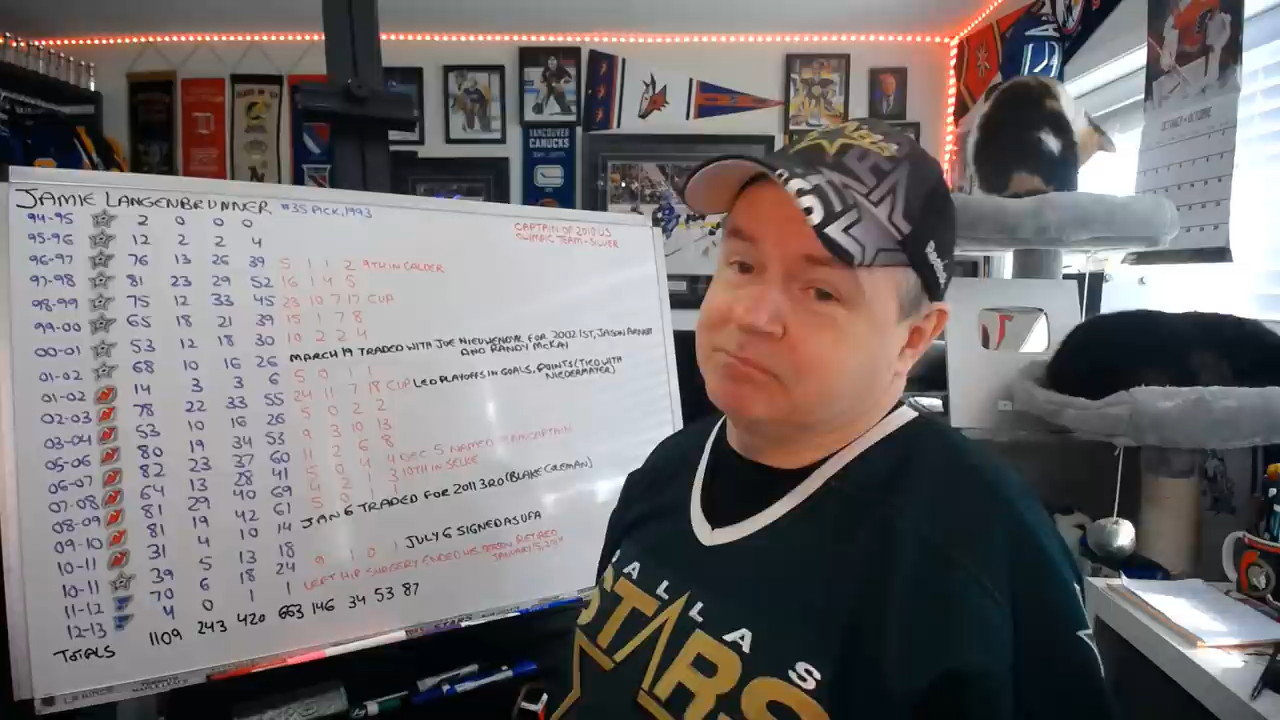 JAMIE LANGENBRUNNER #35 PICK, 1993
CAPTAIN OF 2010 US
OLYMPIC TEAM - SILVER
94-95 2 0 0 0
95-96 12 2 2 4
96-97 76 13 26 39 5 1 1 2 9TH IN CALDER
97-98 81 23 29 52 16 1 4 5
98-99 75 12 33 45 23 10 7 17 CUP
99-00 65 18 21 39 15 1 7 8
00-01 53 12 18 30 10 2 2 4
01-02 68 10 16 26 MARCH 19 TRADED WITH JOE NIEUWENDYK FOR 2002 1ST, JASON ARNOTT
AND RANDY McKAY
01-02 14 3 3 6 5 0 1 1
02-03 78 22 33 55 24 11 7 18 CUP LED PLAYOFFS IN GOALS, POINTS (TIED WITH
NIEDERMAYER)
03-04 53 10 16 26 5 0 2 2
05-06 80 19 34 53 9 3 10 13
06-07 82 23 37 60 11 2 6 8
07-08 64 13 28 41 5 0 4 4 DEC 5 NAMED TEAM CAPTAIN
08-09 81 29 40 69 4 2 1 3 10TH IN SELKE
09-10 81 19 42 61 5 0 1 1
10-11 31 4 10 14 JAN 6 TRADED FOR 2011 3RD (BLAKE COLEMAN)
10-11 39 5 13 18
11-12 70 6 18 24 9 1 0 1 JULY 6 SIGNED AS UFA
12-13 4 0 1 1 LEFT HIP SURGERY ENDED HIS SEASON, RETIRED
TOTALS 1109 243 420 663 146 34 53 87
VANCOUVER
CANUCKS
STARS
Reebok
DALLAS
STARS